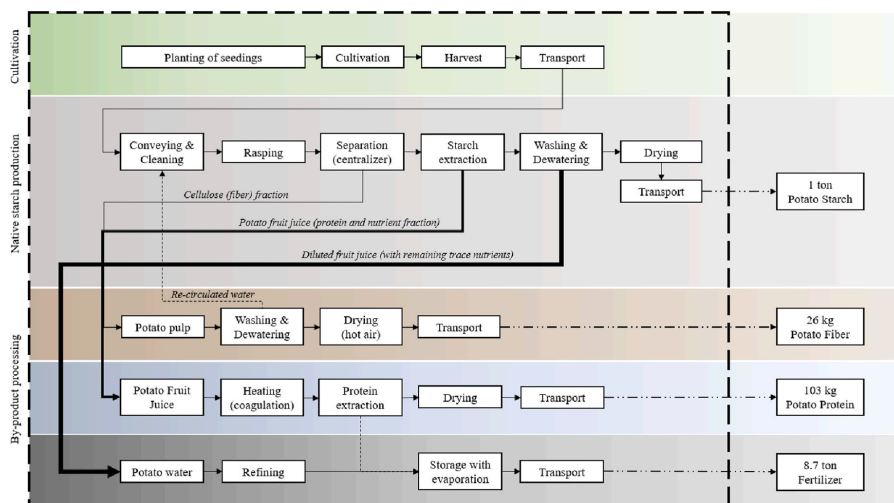 Cultivation
Planting of seedings
Cultivation
Harvest
Transport
Native starch production
Conveying &
Cleaning
Rasping
Separation
(centralizer)
Starch
extraction
Washing &
Dewatering
Drying
Transport
1 ton
Potato Starch
Cellulose (fiber) fraction
Potato fruit juice (protein and nutrient fraction)
Diluted fruit juice (with remaining trace nutrients)
Re-circulated water
By-product processing
Potato pulp
Washing &
Dewatering
Drying
(hot air)
Transport
26 kg
Potato Fiber
Potato Fruit
Juice
Heating
(coagulation)
Protein
extraction
Drying
Transport
103 kg
Potato Protein
Potato water
Refining
Storage with
evaporation
Transport
8.7 ton
Fertilizer